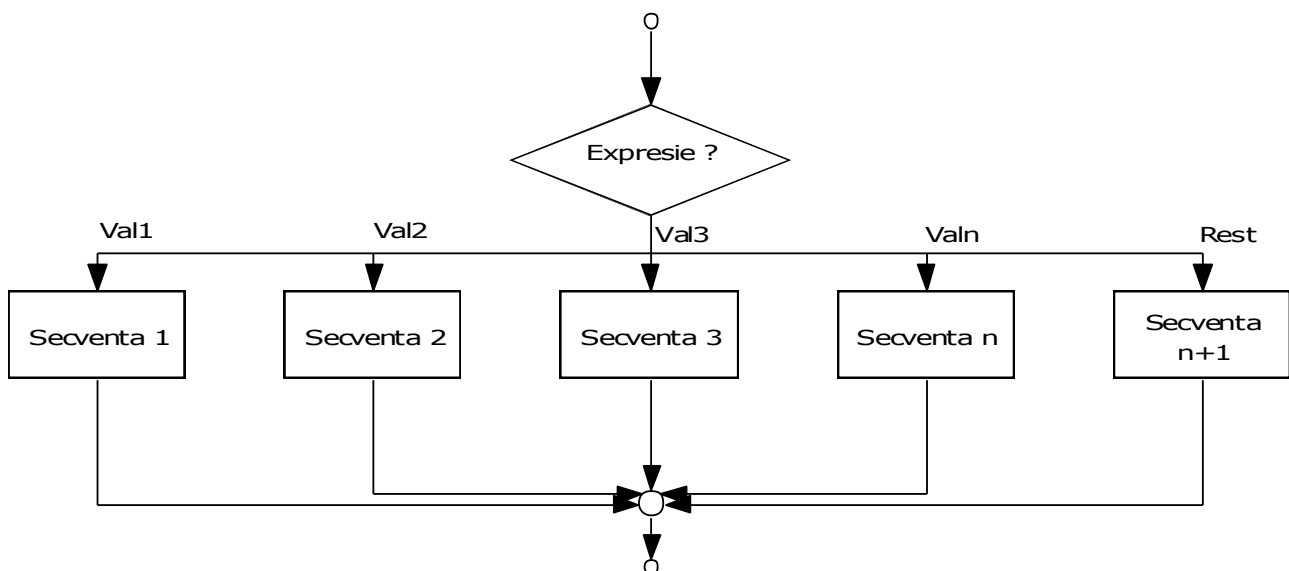 Expresie ?
Val1
Val2
Val3
Valn
Rest
Secventa 1
Secventa 2
Secventa 3
Secventa n
Secventa
n+1